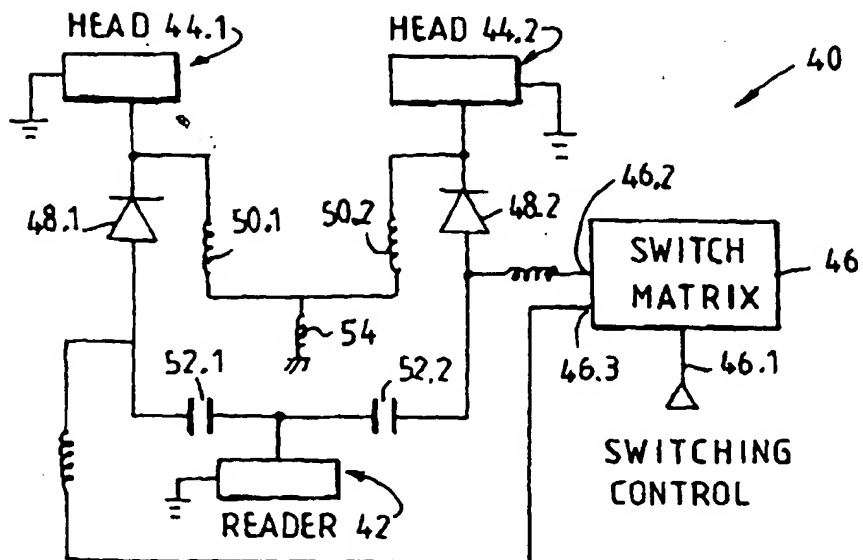 HEAD 44.1
HEAD 44.2
40
48.1
50.1
50.2
48.2
46.2
SWITCH
MATRIX
46
54
52.1
52.2
46.3
46.1
SWITCHING
CONTROL
READER 42